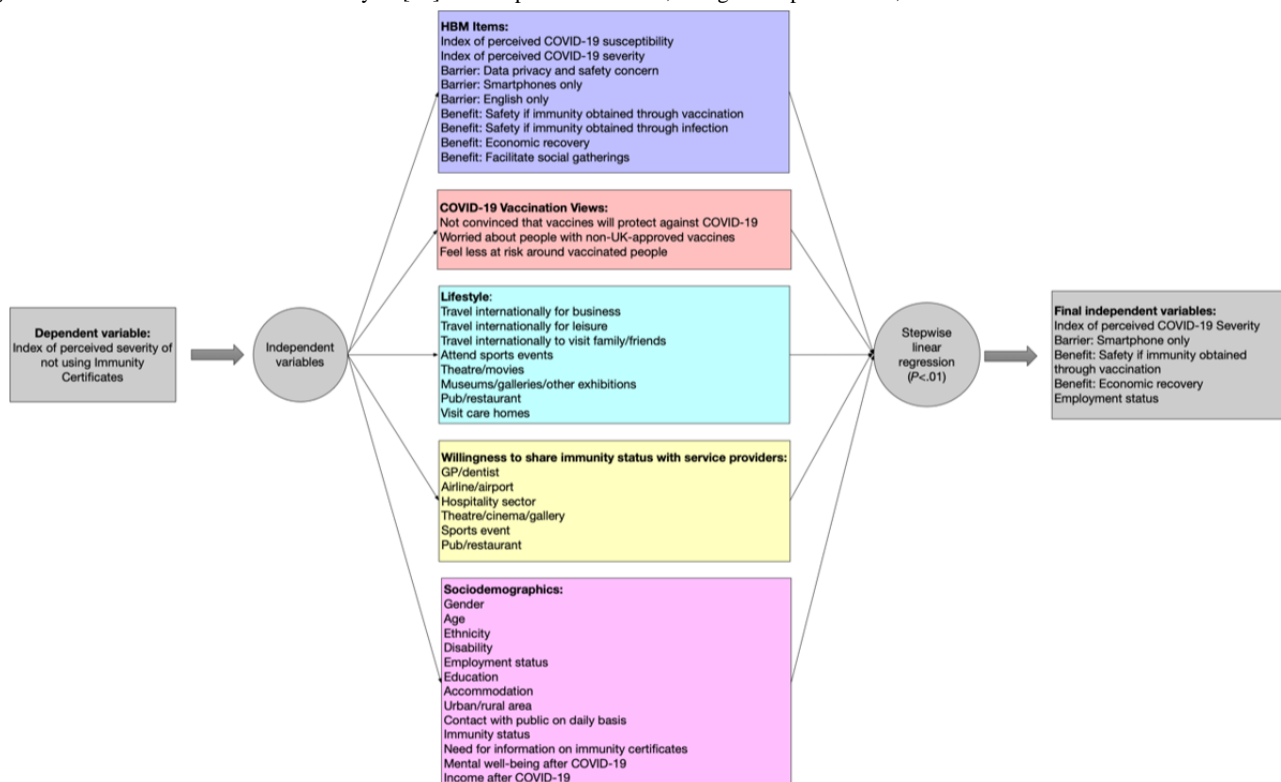 HBM Items:
Index of perceived COVID-19 susceptibility
Index of perceived COVID-19 severity
Barrier: Data privacy and safety concern
Barrier: Smartphones only
Barrier: English only
Benefit: Safety if immunity obtained through vaccination
Benefit: Safety if immunity obtained through infection
Benefit: Economic recovery
Benefit: Facilitate social gatherings
COVID-19 Vaccination Views:
Not convinced that vaccines will protect against COVID-19
Worried about people with non-UK-approved vaccines
Feel less at risk around vaccinated people
Dependent variable:
Index of perceived severity of
not using Immunity
Certificates
Independent
variables
Lifestyle:
Travel internationally for business
Travel internationally for leisure
Travel internationally to visit family/friends
Attend sports events
Theatre/movies
Museums/galleries/other exhibitions
Pub/restaurant
Visit care homes
Stepwise
linear
regression
(P<.01)
Final independent variables:
Index of perceived COVID-19 Severity
Barrier: Smartphone only
Benefit: Safety if immunity obtained
through vaccination
Benefit: Economic recovery
Employment status
Willingness to share immunity status with service providers:
GP/dentist
Airline/airport
Hospitality sector
Theatre/cinema/gallery
Sports event
Pub/restaurant
Sociodemographics:
Gender
Age
Ethnicity
Disability
Employment status
Education
Accommodation
Urban/rural area
Contact with public on daily basis
Immunity status
Need for information on immunity certificates
Mental well-being after COVID-19
Income after COVID-19